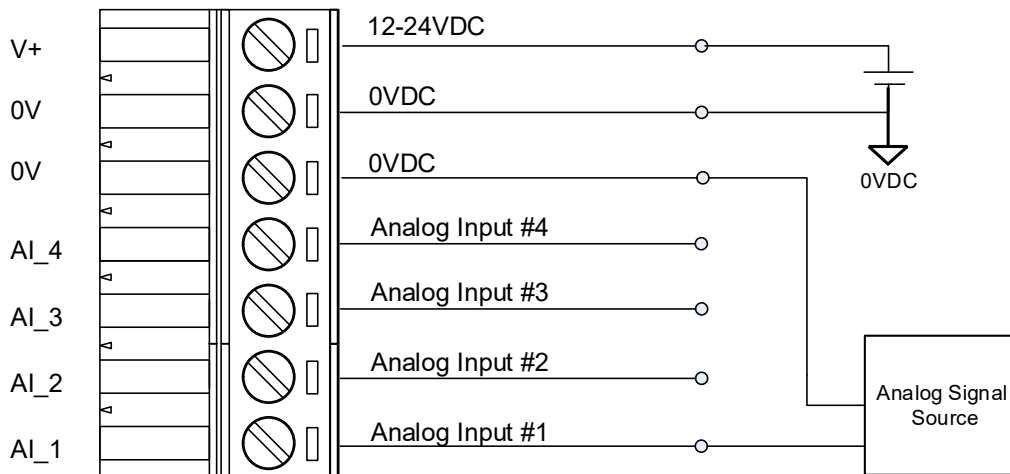 V+
12-24VDC
0V
0VDC
0V
0VDC
0VDC
AI_4
Analog Input #4
AI_3
Analog Input #3
AI_2
Analog Input #2
Analog Signal
Source
AI_1
Analog Input #1